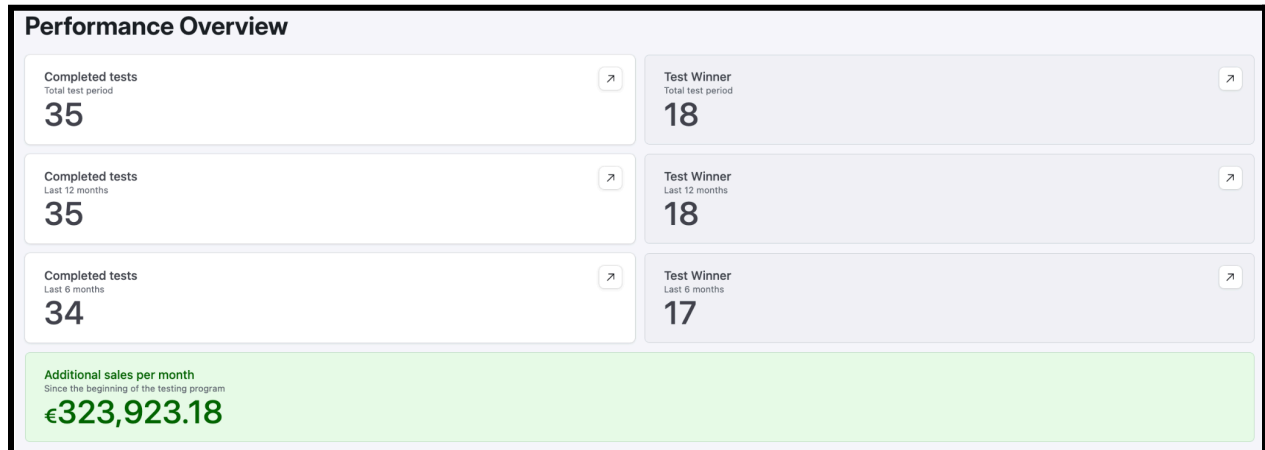 Performance Overview
Completed tests
Total test period
35
Test Winner
Total test period
18
Completed tests
Last 12 months
35
Test Winner
Last 12 months
18
Completed tests
Last 6 months
34
Test Winner
Last 6 months
17
Additional sales per month
Since the beginning of the testing program
€323,923.18